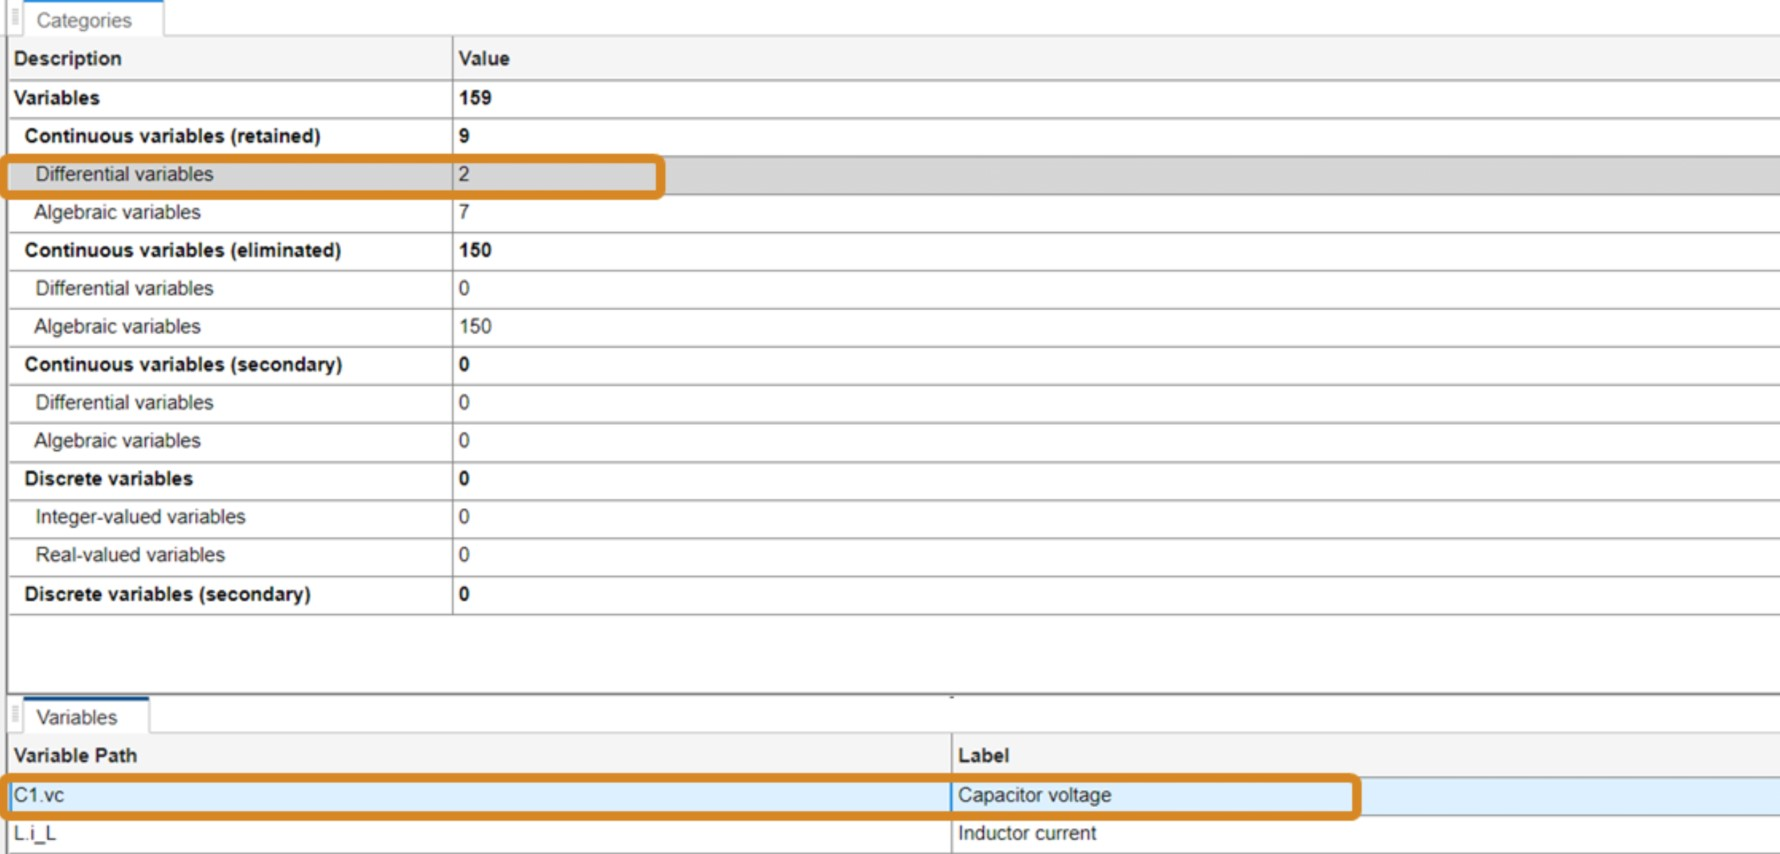 Categories
Description Value
Variables 159
Continuous variables (retained) 9
Differential variables 2
Algebraic variables 7
Continuous variables (eliminated) 150
Differential variables 0
Algebraic variables 150
Continuous variables (secondary) 0
Differential variables 0
Algebraic variables 0
Discrete variables 0
Integer-valued variables 0
Real-valued variables 0
Discrete variables (secondary) 0
Variables
Variable Path Label
C1.vc Capacitor voltage
L.i_L Inductor current